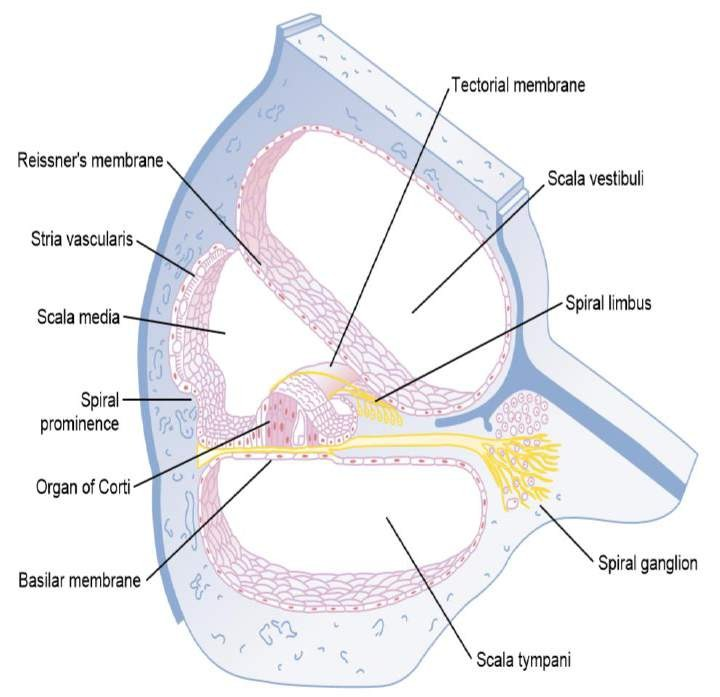 Tectorial membrane
Reissner's membrane
Scala vestibuli
Stria vascularis
Spiral limbus
Scala media
Spiral
prominence
Organ of Corti
Spiral ganglion
Basilar membrane
Scala tympani